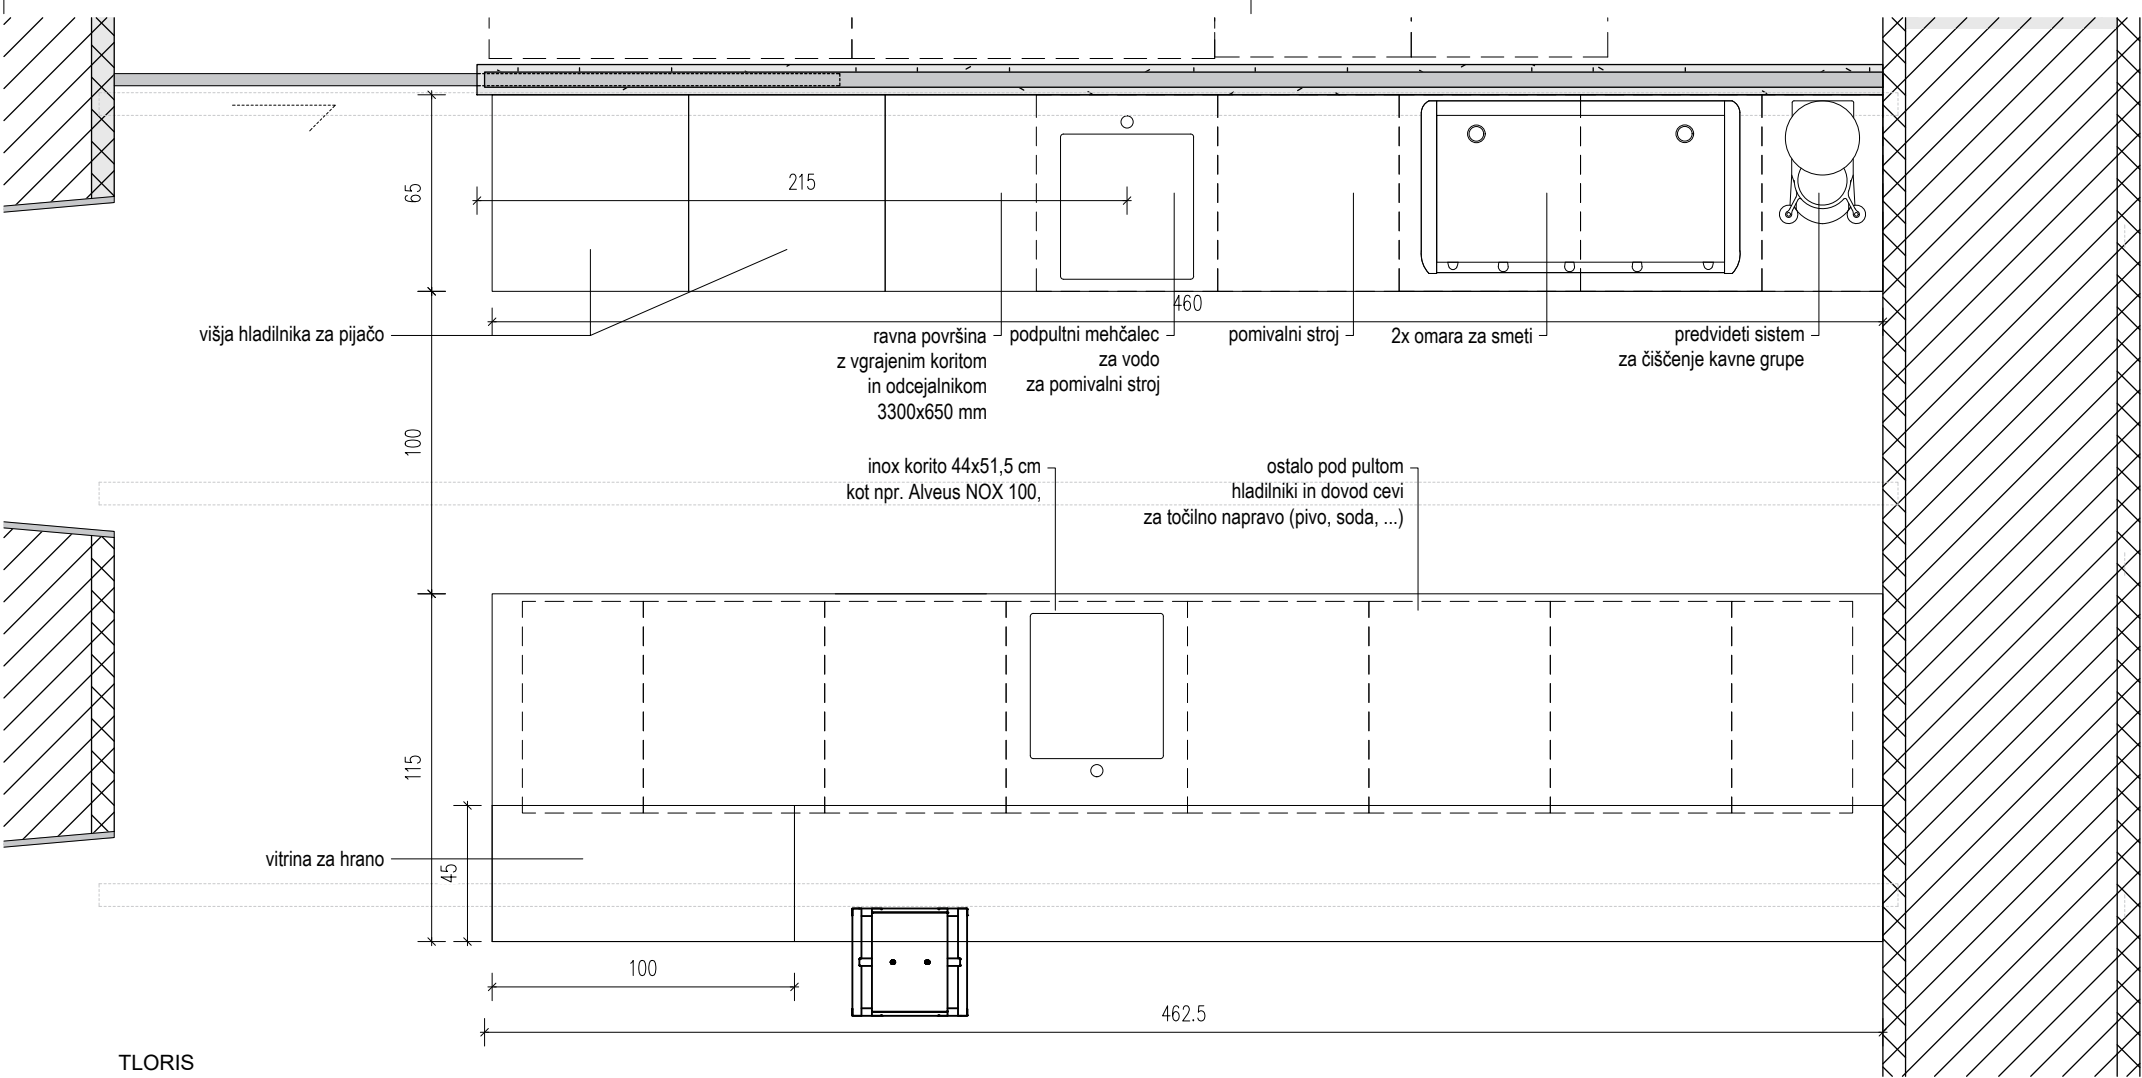 65
215
460
višja hladilnika za pijačo
ravna površina
z vgrajenim koritom
in odcejalnikom
3300x650 mm
podpultni mehčalec
za vodo
za pomivalni stroj
pomivalni stroj
2x omara za smeti
predvideti sistem
za čiščenje kavne grupe
100
inox korito 44x51,5 cm
kot npr. Alveus NOX 100,
ostalo pod pultom
hladilniki in dovod cevi
za točilno napravo (pivo, soda, ...)
115
45
vitrina za hrano
100
462.5
TLORIS